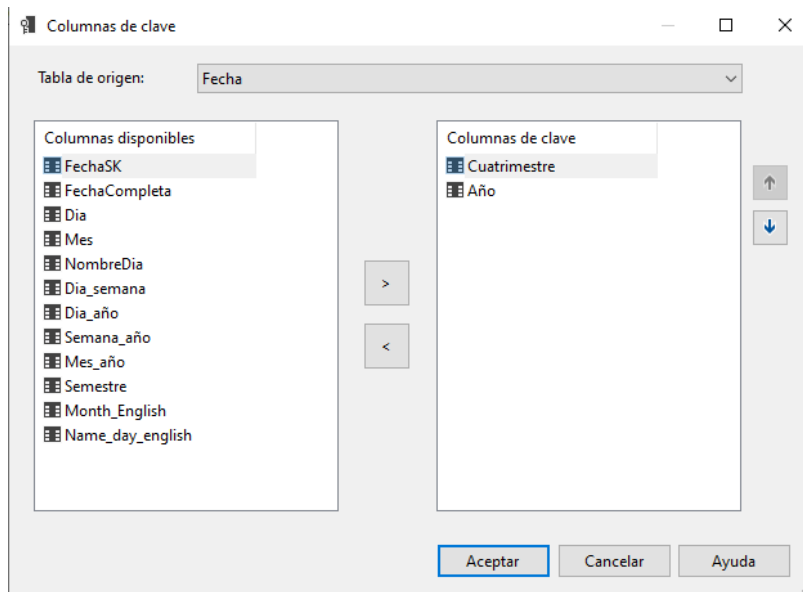 Columnas de clave
Tabla de origen: Fecha
Columnas disponibles
FechaSK
FechaCompleta
Dia
Mes
NombreDia
Dia_semana
Dia_año
Semana_año
Mes_año
Semestre
Month_English
Name_day_english
>
<
Columnas de clave
Cuatrimestre
Año
Aceptar Cancelar Ayuda